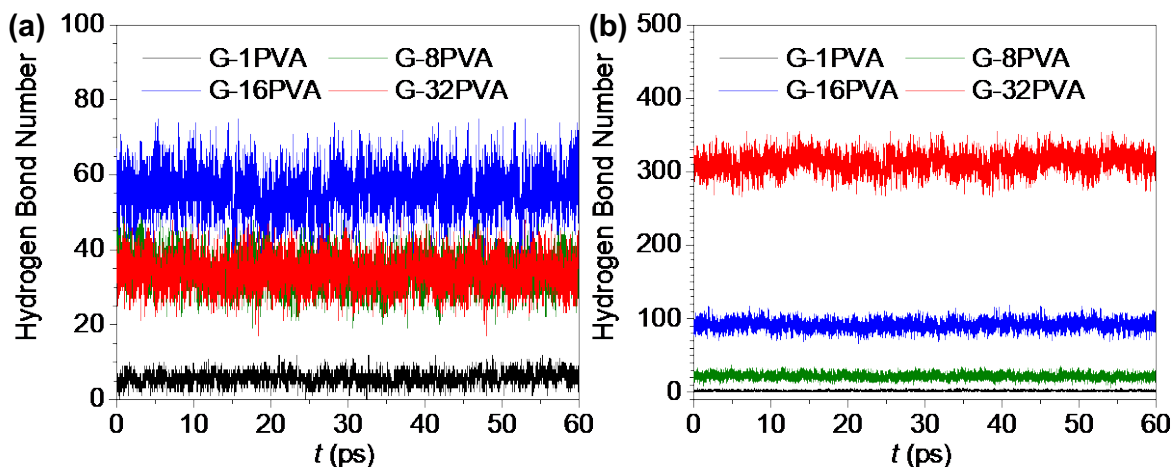 (a)
100
80
60
40
20
0
Hydrogen Bond Number
G-1PVA
G-8PVA
G-16PVA
G-32PVA
0 10 20 30 40 50 60
t (ps)
(b)
500
400
300
200
100
0
Hydrogen Bond Number
G-1PVA
G-8PVA
G-16PVA
G-32PVA
0 10 20 30 40 50 60
t (ps)